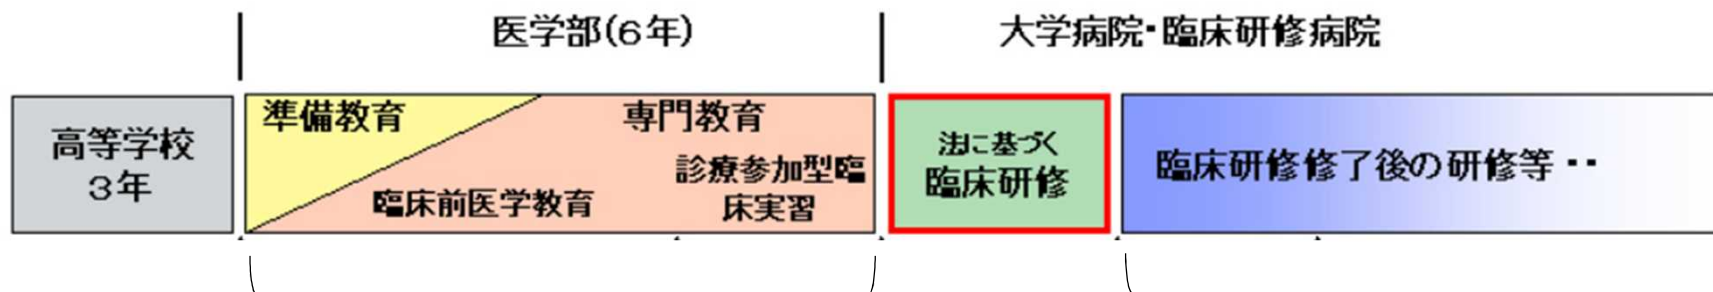 医学部(6年)
大学病院・臨床研修病院
高等学校
3年
準備教育
専門教育
臨床前医学教育
診療参加型臨
床実習
法に基づく
臨床研修
臨床研修修了後の研修等・・